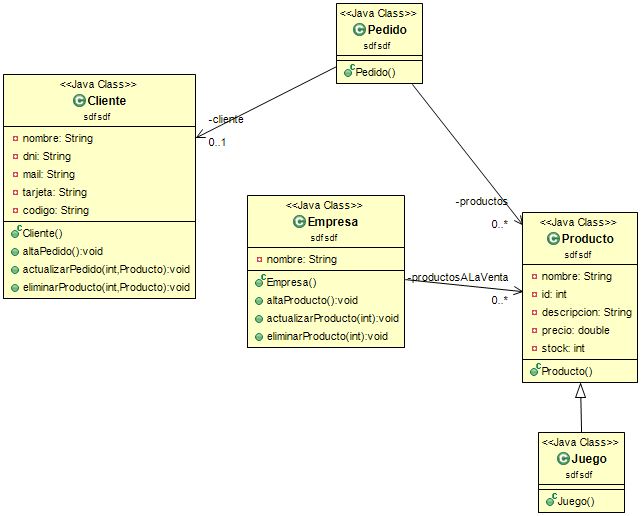 <<Java Class>>
Pedido
sdfsdf
Pedido()
<<Java Class>>
Cliente
sdfsdf
nombre: String
dni: String
mail: String
tarjeta: String
codigo: String
Cliente()
altaPedido():void
actualizarPedido(int,Producto):void
eliminarProducto(int,Producto):void
-cliente
0..1
<<Java Class>>
Empresa
sdfsdf
nombre: String
Empresa()
altaProducto():void
actualizarProducto(int):void
eliminarProducto(int):void
-productos
0..*
-productosALaVenta
0..*
<<Java Class>>
Producto
sdfsdf
nombre: String
id: int
descripcion: String
precio: double
stock: int
Producto()
<<Java Class>>
Juego
sdfsdf
Juego()